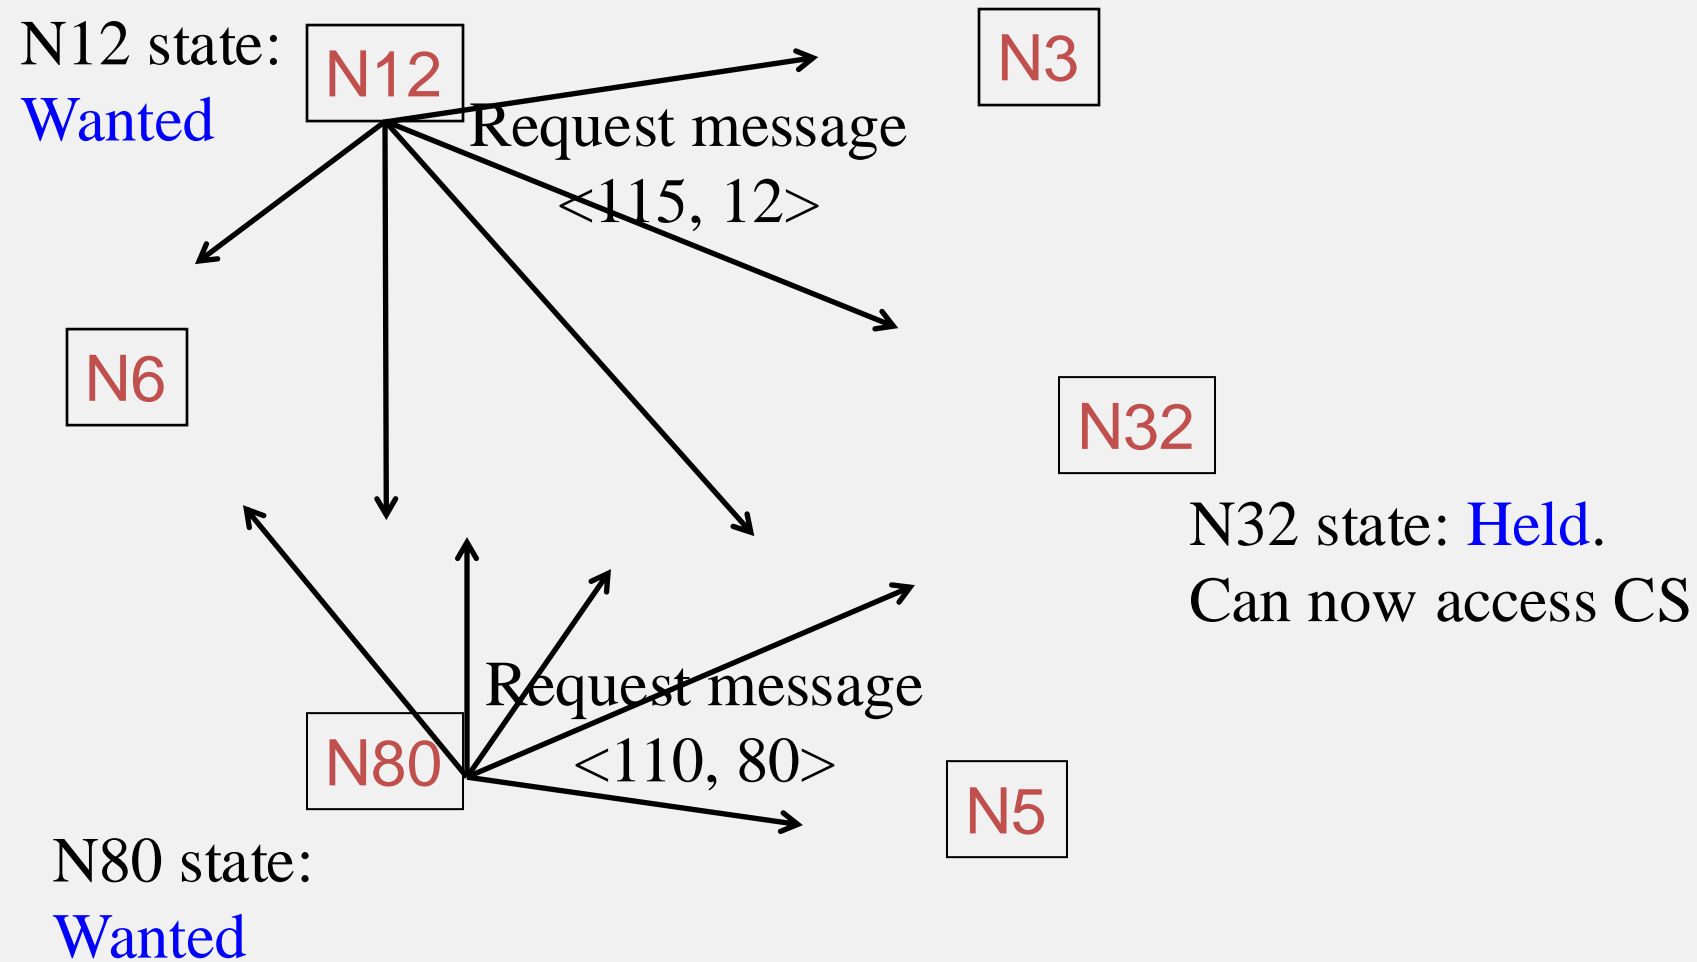 N12 state:
Wanted
N12
N3
Request message
<115, 12>
N6
N32
N32 state: Held.
Can now access CS
Request message
<110, 80>
N80
N5
N80 state:
Wanted